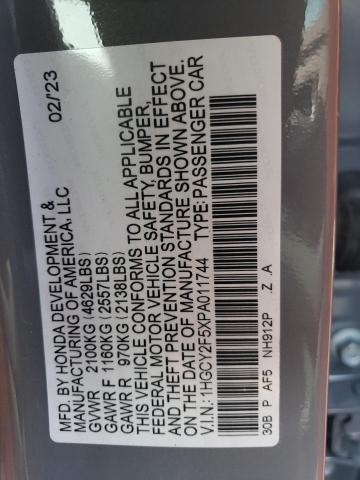 MFD. BY HONDA DEVELOPMENT & 02/23
MANUFACTURING OF AMERICA, LLC
GVWR 2100KG (4629LBS)
GAWR F 1160KG (2557LBS)
GAWR R 970KG (2138LBS)
THIS VEHICLE CONFORMS TO ALL APPLICABLE
FEDERAL MOTOR VEHICLE SAFETY, BUMPER,
AND THEFT PREVENTION STANDARDS IN EFFECT
ON THE DATE OF MANUFACTURE SHOWN ABOVE.
V.I.N.: 1HGCY2F5XPA011744 TYPE: PASSENGER CAR
30B P AF5 NH912P .Z .A